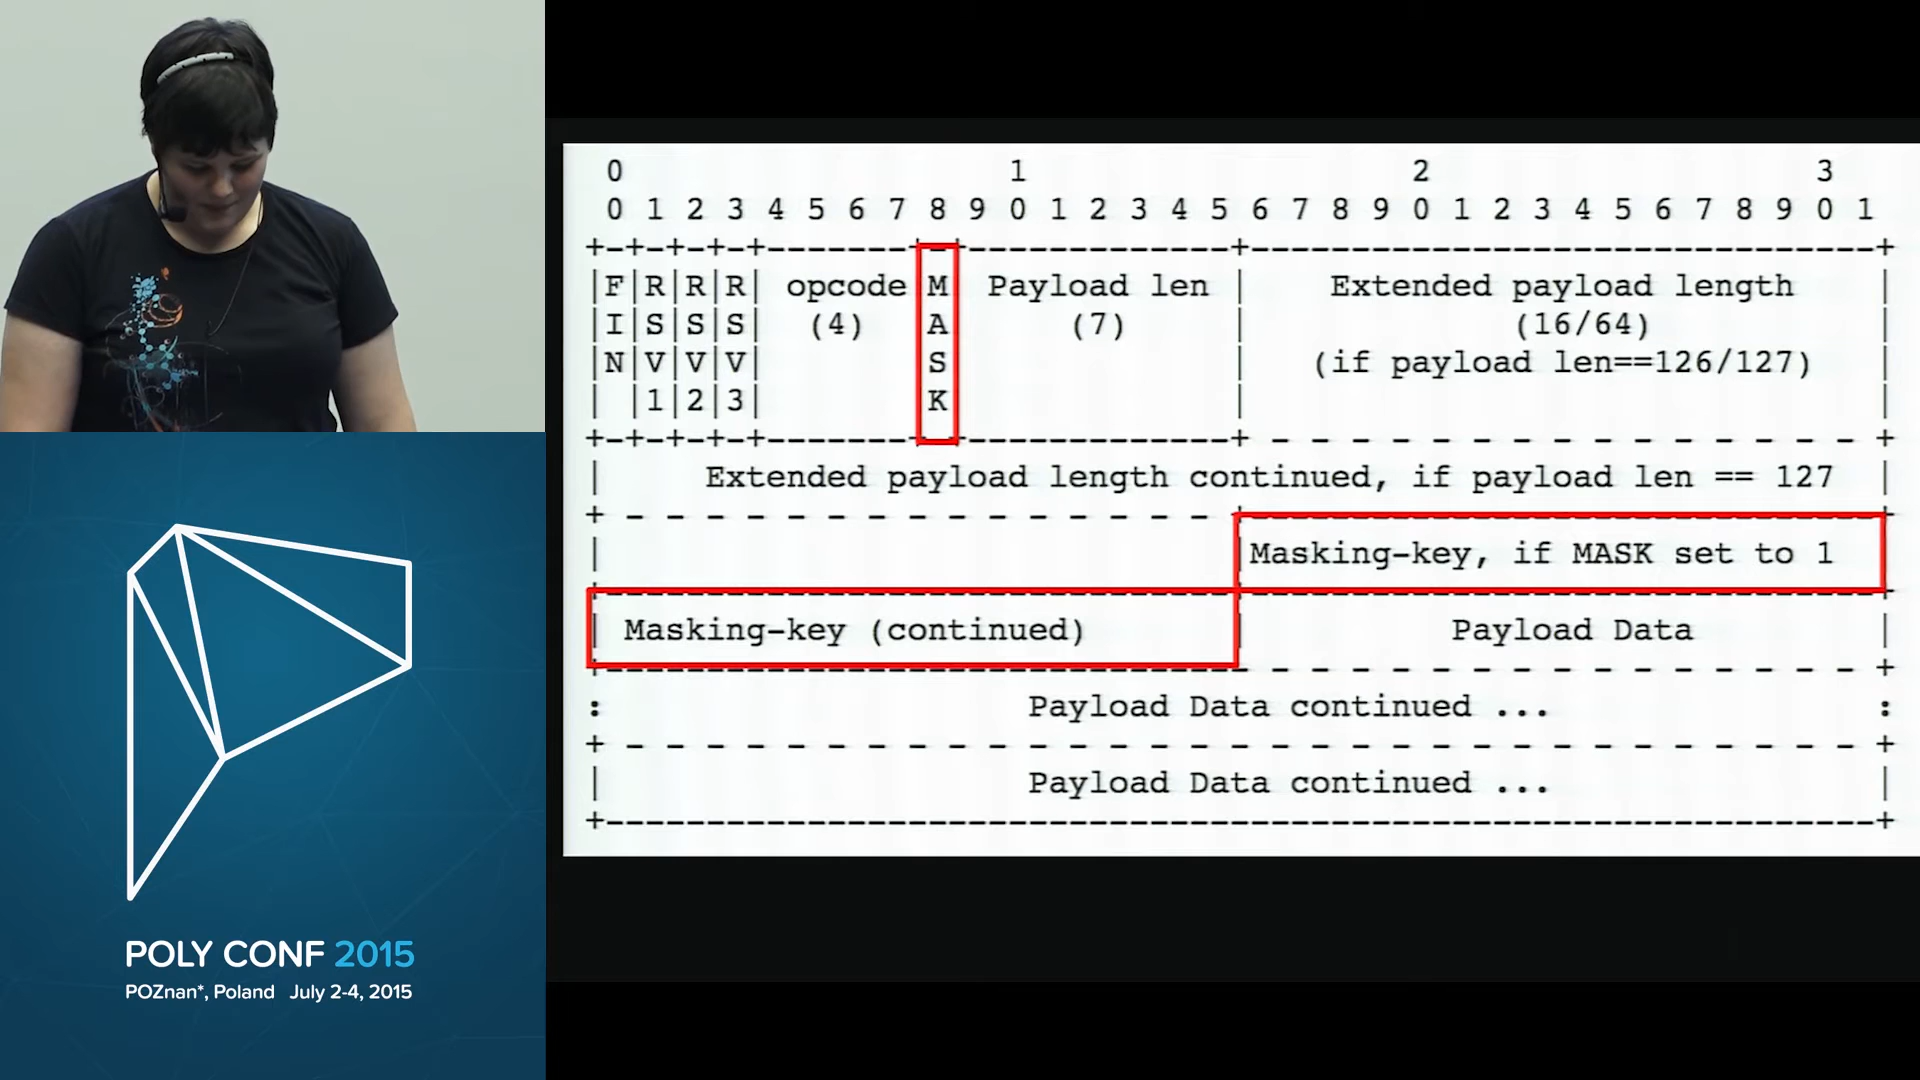 0 1 2 3
0 1 2 3 4 5 6 7 8 9 0 1 2 3 4 5 6 7 8 9 0 1 2 3 4 5 6 7 8 9 0 1
+-+-+-+-+-------+-+-------------+-------------------------------+
|F|R|R|R| opcode|M| Payload len | Extended payload length |
|I|S|S|S| (4) |A| (7) | (16/64) |
|N|V|V|V| |S| | (if payload len==126/127) |
| |1|2|3| |K| | |
+-+-+-+-+-------+-+-------------+ - - - - - - - - - - - - - - - +
| Extended payload length continued, if payload len == 127 |
+ - - - - - - - - - - - - - - - +-------------------------------+
| |Masking-key, if MASK set to 1 |
+-------------------------------+-------------------------------+
| Masking-key (continued) | Payload Data |
+-------------------------------- - - - - - - - - - - - - - - - +
: Payload Data continued ... :
+ - - - - - - - - - - - - - - - - - - - - - - - - - - - - - - - +
| Payload Data continued ... |
+---------------------------------------------------------------+
POLY CONF 2015
POZnan*, Poland July 2-4, 2015